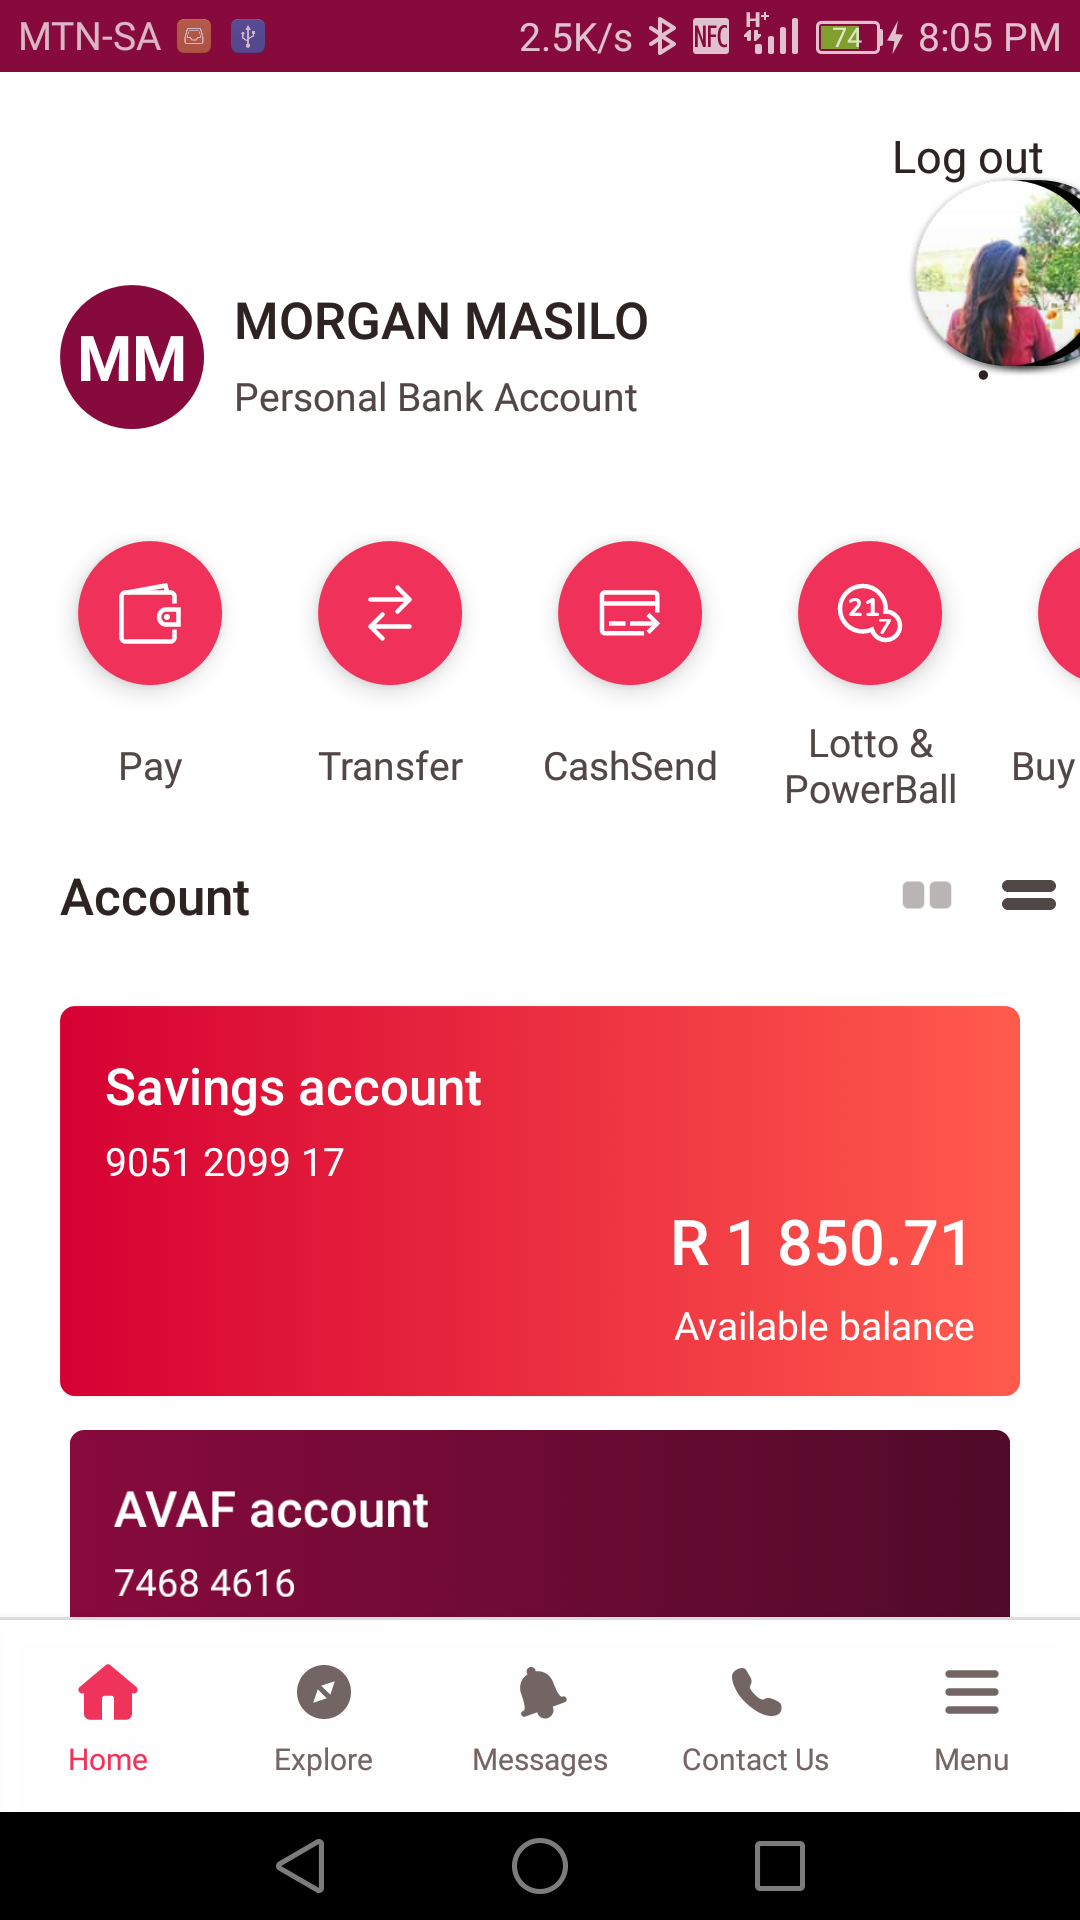 MTN-SA 2.5K/s NFC H+ 74 8:05 PM
Log out
MM
MORGAN MASILO
Personal Bank Account
21
7
Pay
Transfer
CashSend
Lotto &
PowerBall
Buy
Account
Savings account
9051 2099 17
R 1 850.71
Available balance
AVAF account
7468 4616
Home
Explore
Messages
Contact Us
Menu